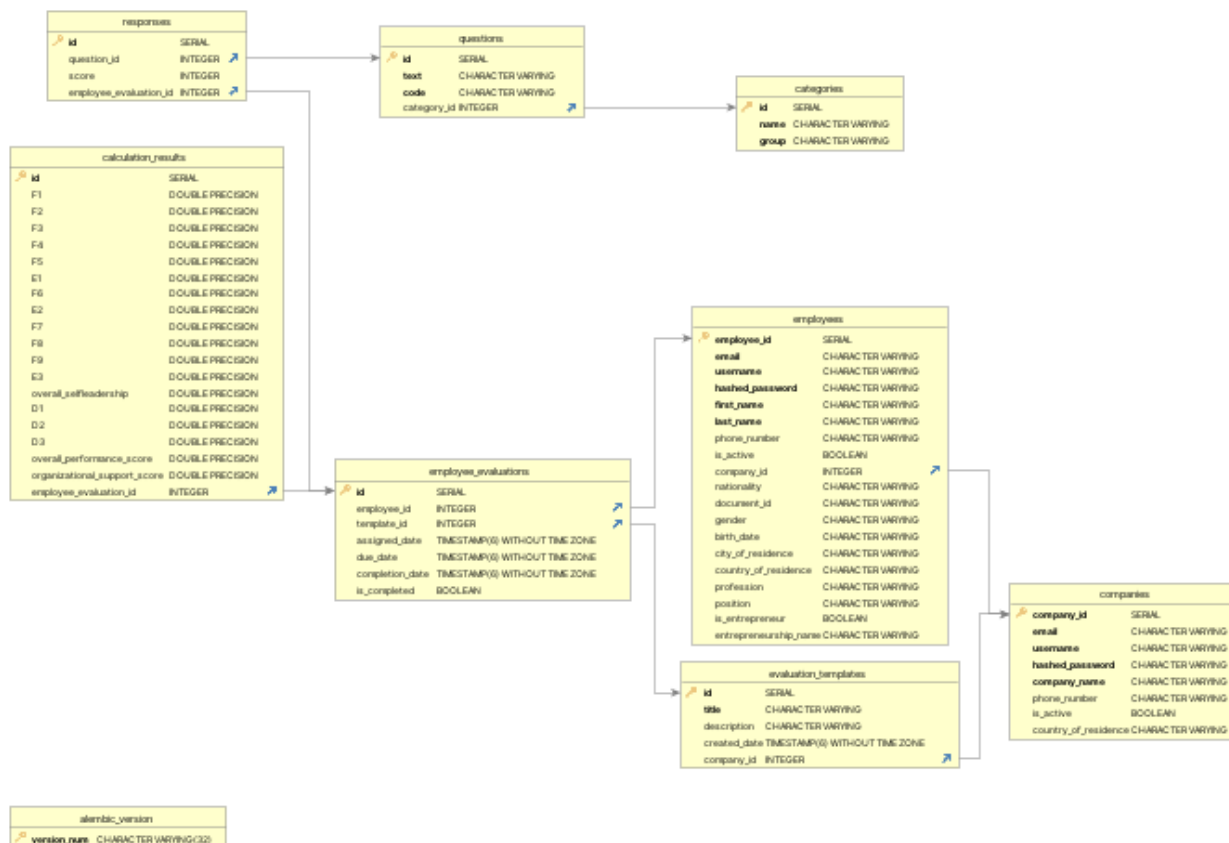 responses
id SERIAL
question_id INTEGER
score INTEGER
employee_evaluation_id INTEGER
questions
id SERIAL
text CHARACTER VARYING
code CHARACTER VARYING
category_id INTEGER
categories
id SERIAL
name CHARACTER VARYING
group CHARACTER VARYING
calculation_results
id SERIAL
F1 DOUBLE PRECISION
F2 DOUBLE PRECISION
F3 DOUBLE PRECISION
F4 DOUBLE PRECISION
F5 DOUBLE PRECISION
E1 DOUBLE PRECISION
F6 DOUBLE PRECISION
E2 DOUBLE PRECISION
F7 DOUBLE PRECISION
F8 DOUBLE PRECISION
F9 DOUBLE PRECISION
E3 DOUBLE PRECISION
overall_selfleadership DOUBLE PRECISION
D1 DOUBLE PRECISION
D2 DOUBLE PRECISION
D3 DOUBLE PRECISION
overall_performance_score DOUBLE PRECISION
organizational_support_score DOUBLE PRECISION
employee_evaluation_id INTEGER
employee_evaluations
id SERIAL
employee_id INTEGER
template_id INTEGER
assigned_date TIMESTAMP(6) WITHOUT TIME ZONE
due_date TIMESTAMP(6) WITHOUT TIME ZONE
completion_date TIMESTAMP(6) WITHOUT TIME ZONE
is_completed BOOLEAN
employees
employee_id SERIAL
email CHARACTER VARYING
username CHARACTER VARYING
hashed_password CHARACTER VARYING
first_name CHARACTER VARYING
last_name CHARACTER VARYING
phone_number CHARACTER VARYING
is_active BOOLEAN
company_id INTEGER
nationality CHARACTER VARYING
document_id CHARACTER VARYING
gender CHARACTER VARYING
birth_date CHARACTER VARYING
city_of_residence CHARACTER VARYING
country_of_residence CHARACTER VARYING
profession CHARACTER VARYING
position CHARACTER VARYING
is_entrepreneur BOOLEAN
entrepreneurship_name CHARACTER VARYING
companies
company_id SERIAL
email CHARACTER VARYING
username CHARACTER VARYING
hashed_password CHARACTER VARYING
company_name CHARACTER VARYING
phone_number CHARACTER VARYING
is_active BOOLEAN
country_of_residence CHARACTER VARYING
evaluation_templates
id SERIAL
title CHARACTER VARYING
description CHARACTER VARYING
created_date TIMESTAMP(6) WITHOUT TIME ZONE
company_id INTEGER
alembic_version
version_num CHARACTER VARYING(32)